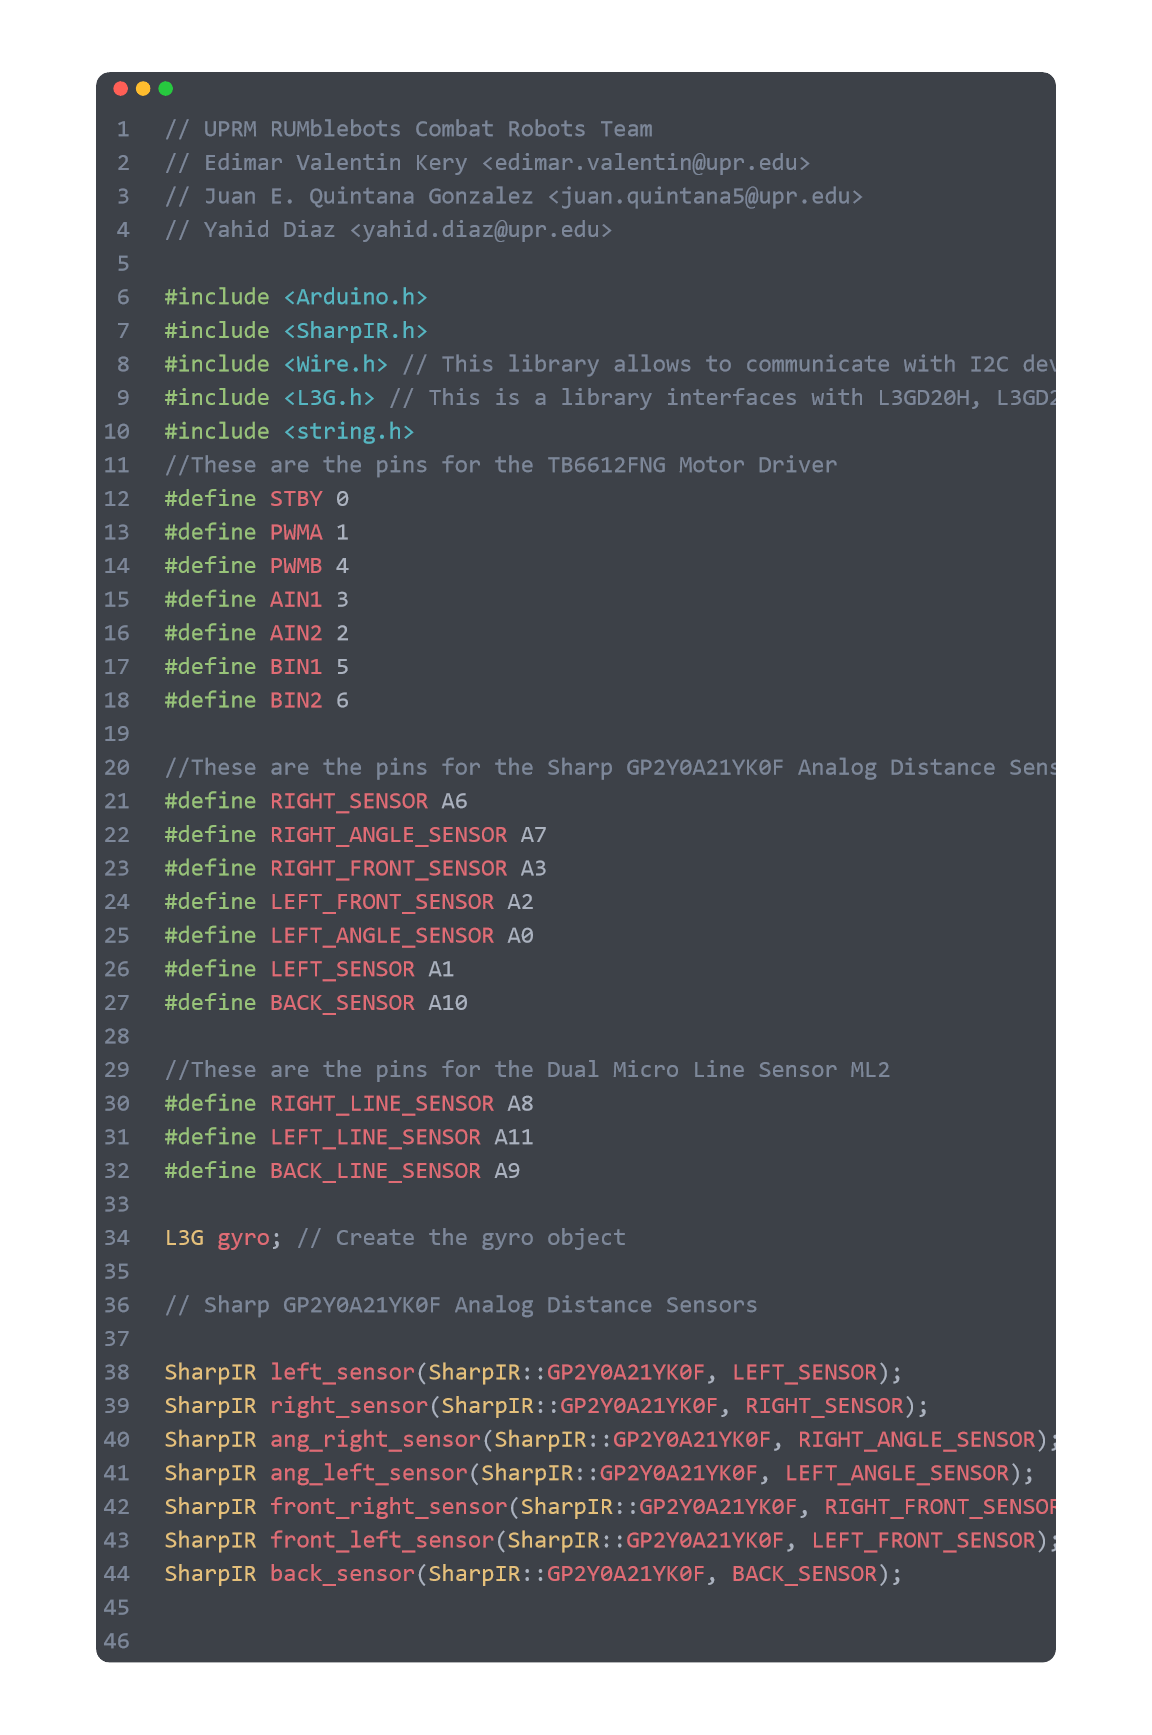 1 // UPRM RUMblebots Combat Robots Team
2 // Edimar Valentin Kery <edimar.valentin@upr.edu>
3 // Juan E. Quintana Gonzalez <juan.quintana5@upr.edu>
4 // Yahid Diaz <yahid.diaz@upr.edu>
5
6 #include <Arduino.h>
7 #include <SharpIR.h>
8 #include <Wire.h> // This library allows to communicate with I2C dev
9 #include <L3G.h> // This is a library interfaces with L3GD20H, L3GD2
10 #include <string.h>
11 //These are the pins for the TB6612FNG Motor Driver
12 #define STBY 0
13 #define PWMA 1
14 #define PWMB 4
15 #define AIN1 3
16 #define AIN2 2
17 #define BIN1 5
18 #define BIN2 6
19
20 //These are the pins for the Sharp GP2Y0A21YK0F Analog Distance Sens
21 #define RIGHT_SENSOR A6
22 #define RIGHT_ANGLE_SENSOR A7
23 #define RIGHT_FRONT_SENSOR A3
24 #define LEFT_FRONT_SENSOR A2
25 #define LEFT_ANGLE_SENSOR A0
26 #define LEFT_SENSOR A1
27 #define BACK_SENSOR A10
28
29 //These are the pins for the Dual Micro Line Sensor ML2
30 #define RIGHT_LINE_SENSOR A8
31 #define LEFT_LINE_SENSOR A11
32 #define BACK_LINE_SENSOR A9
33
34 L3G gyro; // Create the gyro object
35
36 // Sharp GP2Y0A21YK0F Analog Distance Sensors
37
38 SharpIR left_sensor(SharpIR::GP2Y0A21YK0F, LEFT_SENSOR);
39 SharpIR right_sensor(SharpIR::GP2Y0A21YK0F, RIGHT_SENSOR);
40 SharpIR ang_right_sensor(SharpIR::GP2Y0A21YK0F, RIGHT_ANGLE_SENSOR);
41 SharpIR ang_left_sensor(SharpIR::GP2Y0A21YK0F, LEFT_ANGLE_SENSOR);
42 SharpIR front_right_sensor(SharpIR::GP2Y0A21YK0F, RIGHT_FRONT_SENSOR
43 SharpIR front_left_sensor(SharpIR::GP2Y0A21YK0F, LEFT_FRONT_SENSOR);
44 SharpIR back_sensor(SharpIR::GP2Y0A21YK0F, BACK_SENSOR);
45
46